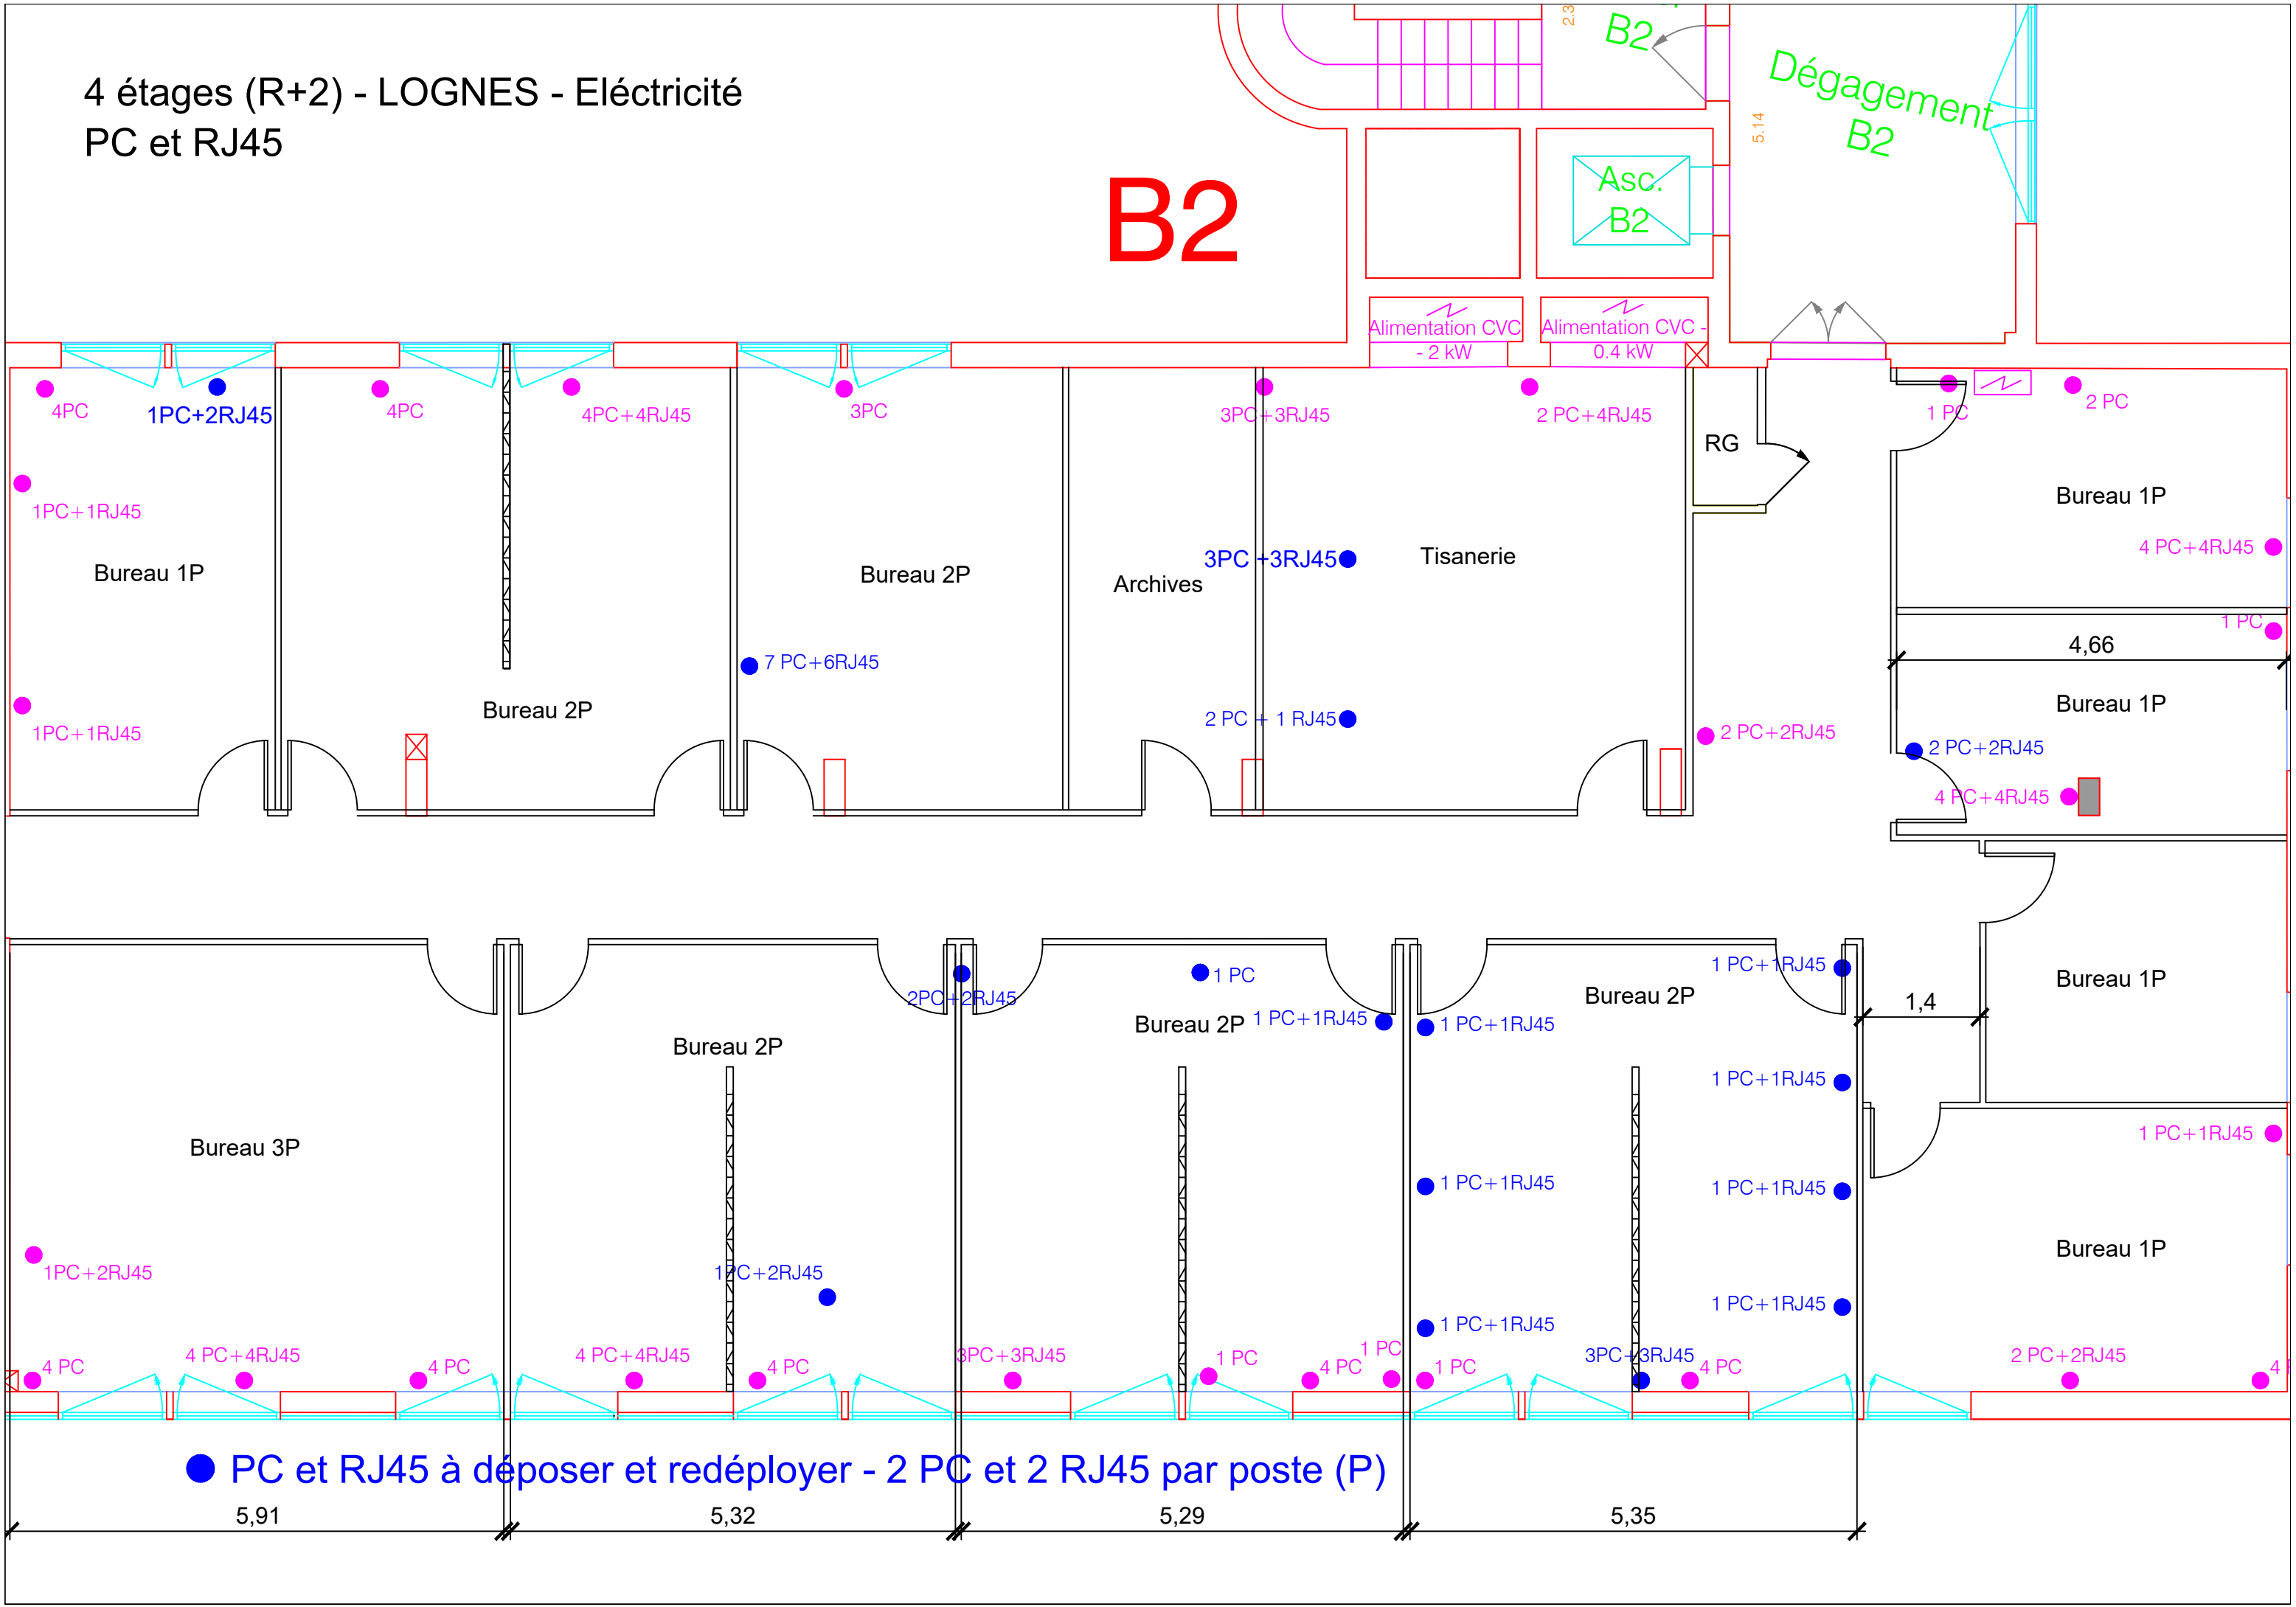 2.3
B2
4 étages (R+2) - LOGNES - Eléctricité
PC et RJ45
Dégagement
B2
5.14
B2
Asc.
B2
Alimentation CVC
- 2 kW
Alimentation CVC -
0.4 kW
4PC
1PC+2RJ45
4PC
4PC+4RJ45
3PC
3PC+3RJ45
2 PC+4RJ45
RG
1 PC
2 PC
1PC+1RJ45
Bureau 1P
4 PC+4RJ45
Bureau 1P
Bureau 2P
Archives
3PC +3RJ45
Tisanerie
1 PC
4,66
7 PC+6RJ45
Bureau 2P
2 PC + 1 RJ45
Bureau 1P
1PC+1RJ45
2 PC+2RJ45
2 PC+2RJ45
4 PC+4RJ45
2PC+2RJ45
1 PC
1 PC+1RJ45
Bureau 2P
Bureau 1P
1,4
Bureau 2P
1 PC+1RJ45
1 PC+1RJ45
Bureau 2P
1 PC+1RJ45
Bureau 3P
1 PC+1RJ45
1 PC+1RJ45
1 PC+1RJ45
Bureau 1P
1PC+2RJ45
1PC+2RJ45
1 PC+1RJ45
1 PC+1RJ45
4 PC
4 PC+4RJ45
4 PC
4 PC+4RJ45
4 PC
3PC+3RJ45
1 PC
4 PC
1 PC
1 PC
3PC+3RJ45
4 PC
2 PC+2RJ45
4
PC et RJ45 à déposer et redéployer - 2 PC et 2 RJ45 par poste (P)
5,91
5,32
5,29
5,35